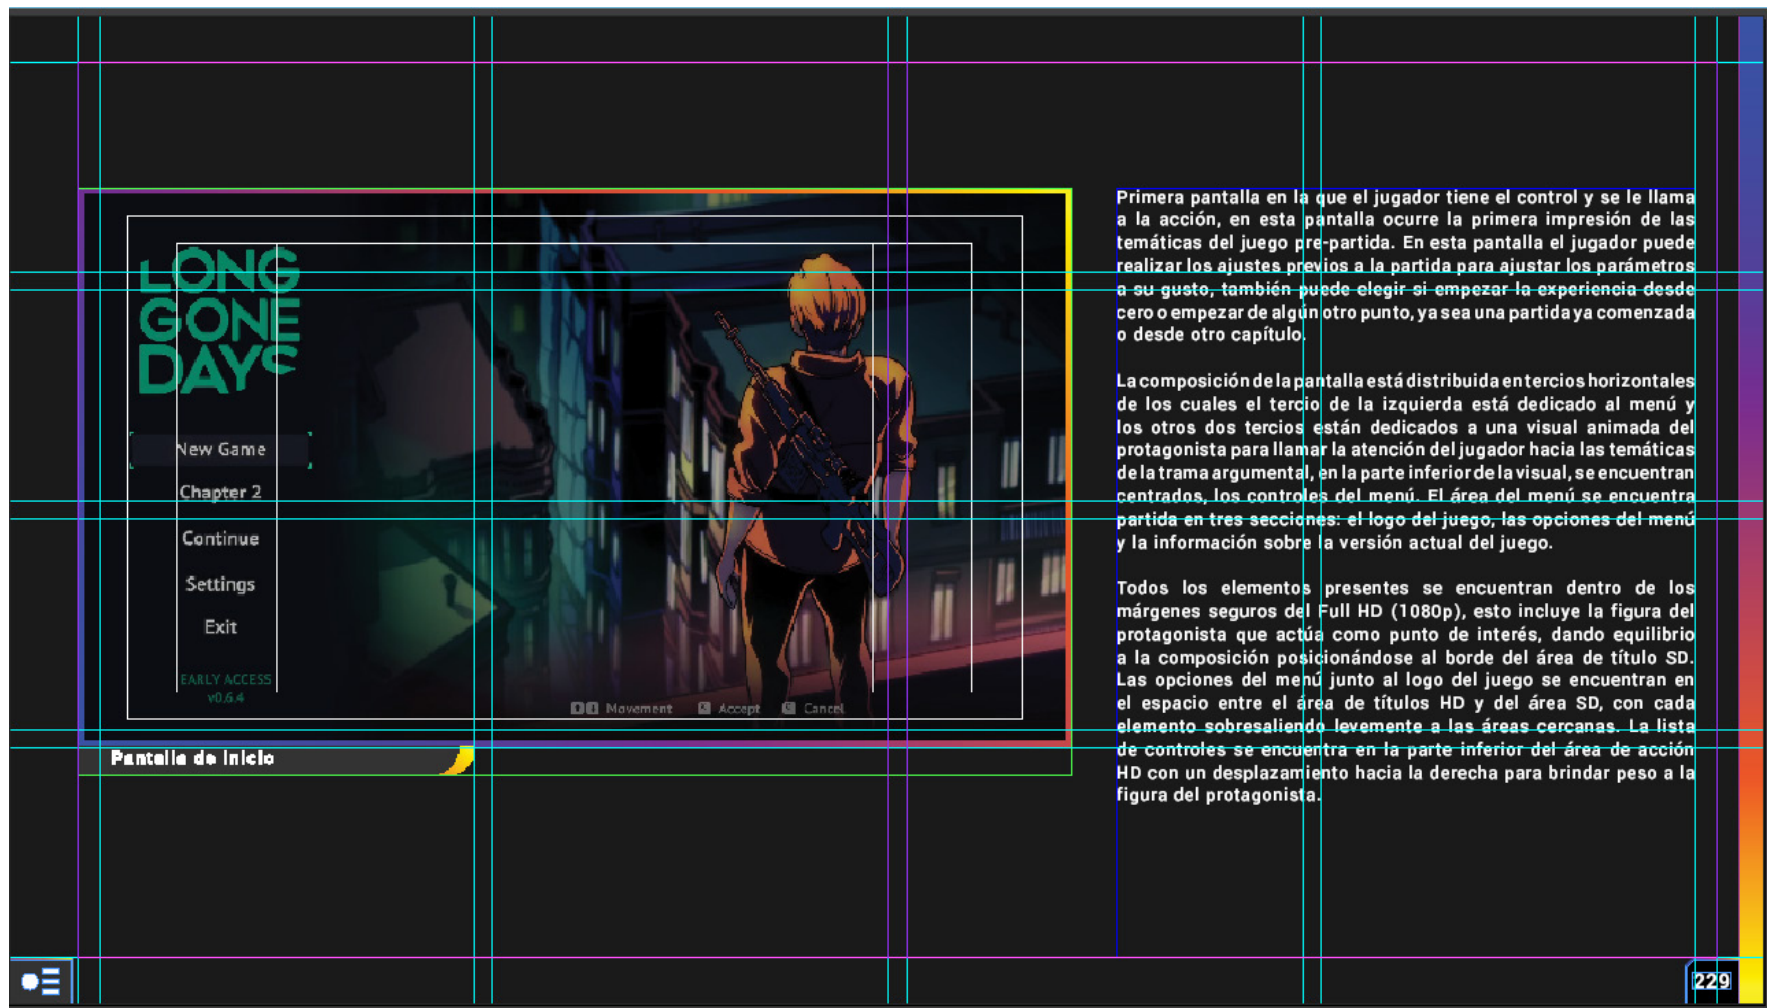 LONG
GONE
DAYS
New Game
Chapter 2
Continue
Settings
Exit
EARLY ACCESS
v0.6.4
Movement Accept Cancel
Pantalla de Inicio
Primera pantalla en la que el jugador tiene el control y se le llama
a la acción, en esta pantalla ocurre la primera impresión de las
temáticas del juego pre-partida. En esta pantalla el jugador puede
realizar los ajustes previos a la partida para ajustar los parámetros
a su gusto, también puede elegir si empezar la experiencia desde
cero o empezar de algún otro punto, ya sea una partida ya comenzada
o desde otro capítulo.
La composición de la pantalla está distribuida en tercios horizontales
de los cuales el tercio de la izquierda está dedicado al menú y
los otros dos tercios están dedicados a una visual animada del
protagonista para llamar la atención del jugador hacia las temáticas
de la trama argumental, en la parte inferior de la visual, se encuentran
centrados, los controles del menú. El área del menú se encuentra
partida en tres secciones: el logo del juego, las opciones del menú
y la información sobre la versión actual del juego.
Todos los elementos presentes se encuentran dentro de los
márgenes seguros del Full HD (1080p), esto incluye la figura del
protagonista que actúa como punto de interés, dando equilibrio
a la composición posicionándose al borde del área de título SD.
Las opciones del menú junto al logo del juego se encuentran en
el espacio entre el área de títulos HD y del área SD, con cada
elemento sobresaliendo levemente a las áreas cercanas. La lista
de controles se encuentra en la parte inferior del área de acción
HD con un desplazamiento hacia la derecha para brindar peso a la
figura del protagonista.
229